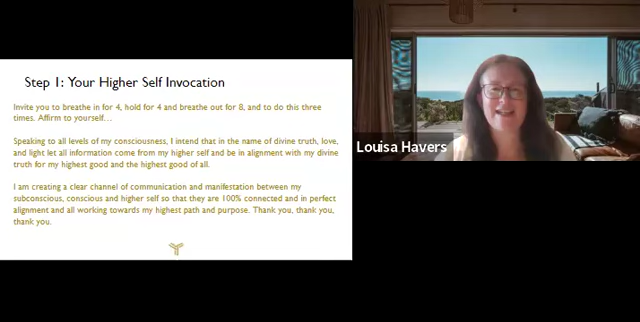 Step 1: Your Higher Self Invocation
Invite you to breathe in for 4, hold for 4 and breathe out for 8, and to do this three
times. Affirm to yourself...
Speaking to all levels of my consciousness, I intend that in the name of divine truth, love,
and light let all information come from my higher self and be in alignment with my divine
truth for my highest good and the highest good of all.
I am creating a clear channel of communication and manifestation between my
subconscious, conscious and higher self so that they are 100% connected and in perfect
alignment and all working towards my highest path and purpose. Thank you, thank you,
thank you.
Louisa Havers